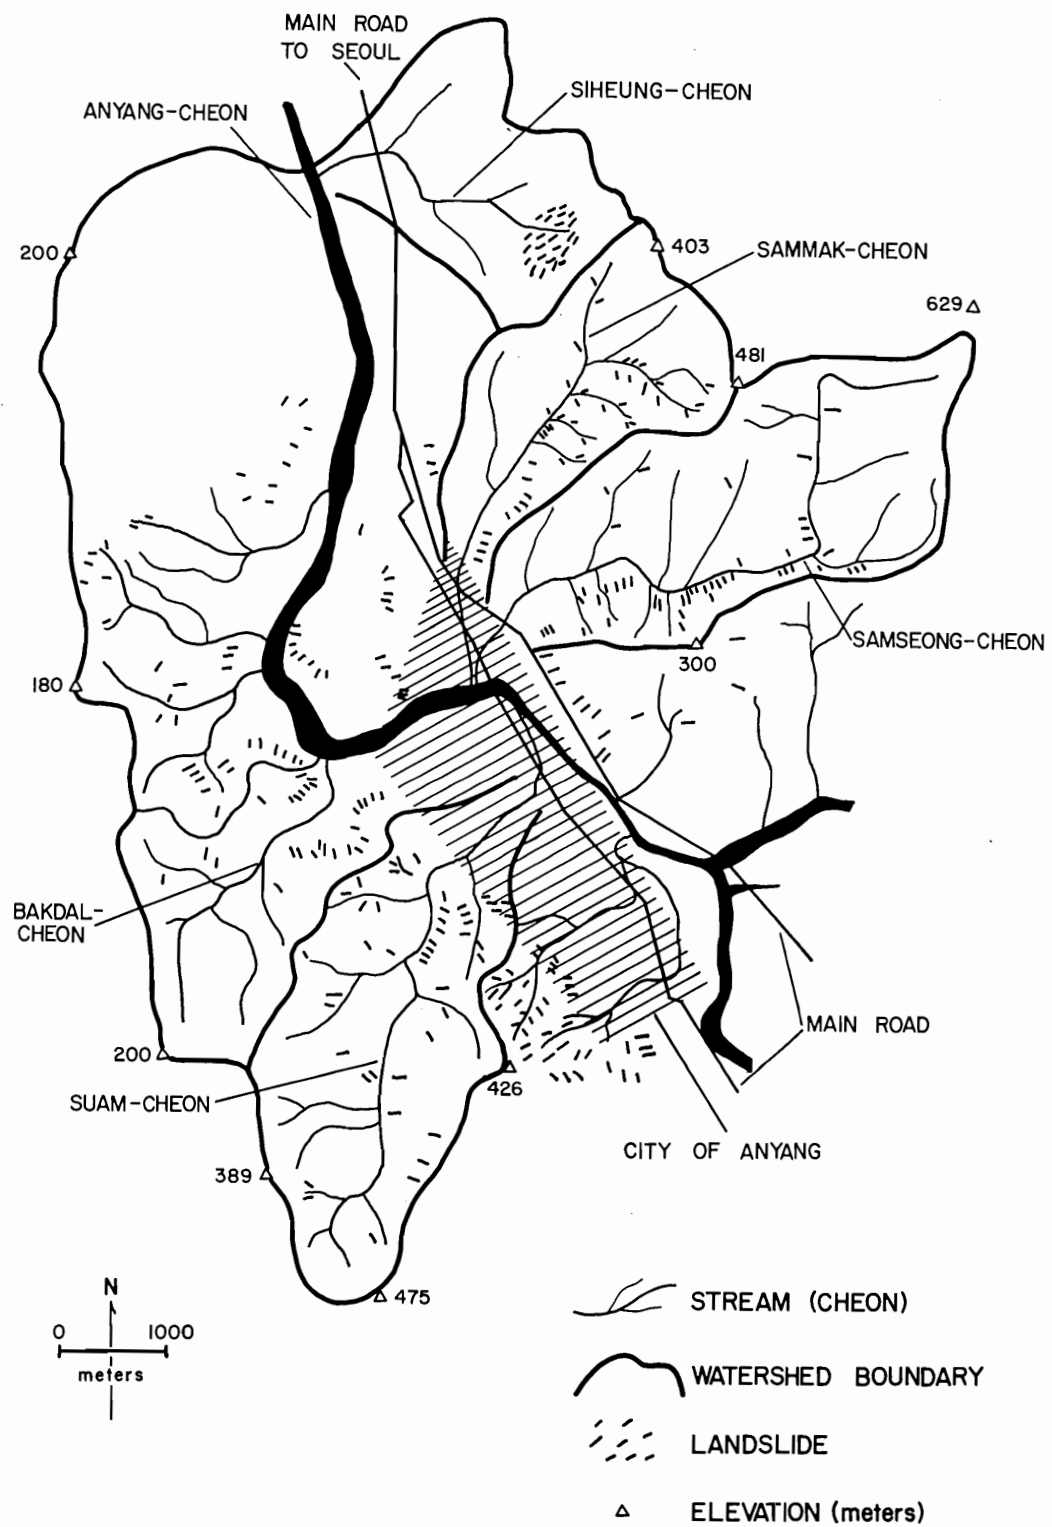 MAIN ROAD
TO SEOUL
SIHEUNG-CHEON
ANYANG-CHEON
200
403
SAMMAK-CHEON
629
481
SAMSEONG-CHEON
300
180
BAKDAL-
CHEON
MAIN ROAD
200
426
SUAM-CHEON
CITY OF ANYANG
389
475
N
0 1000
meters
STREAM (CHEON)
WATERSHED BOUNDARY
LANDSLIDE
ELEVATION (meters)